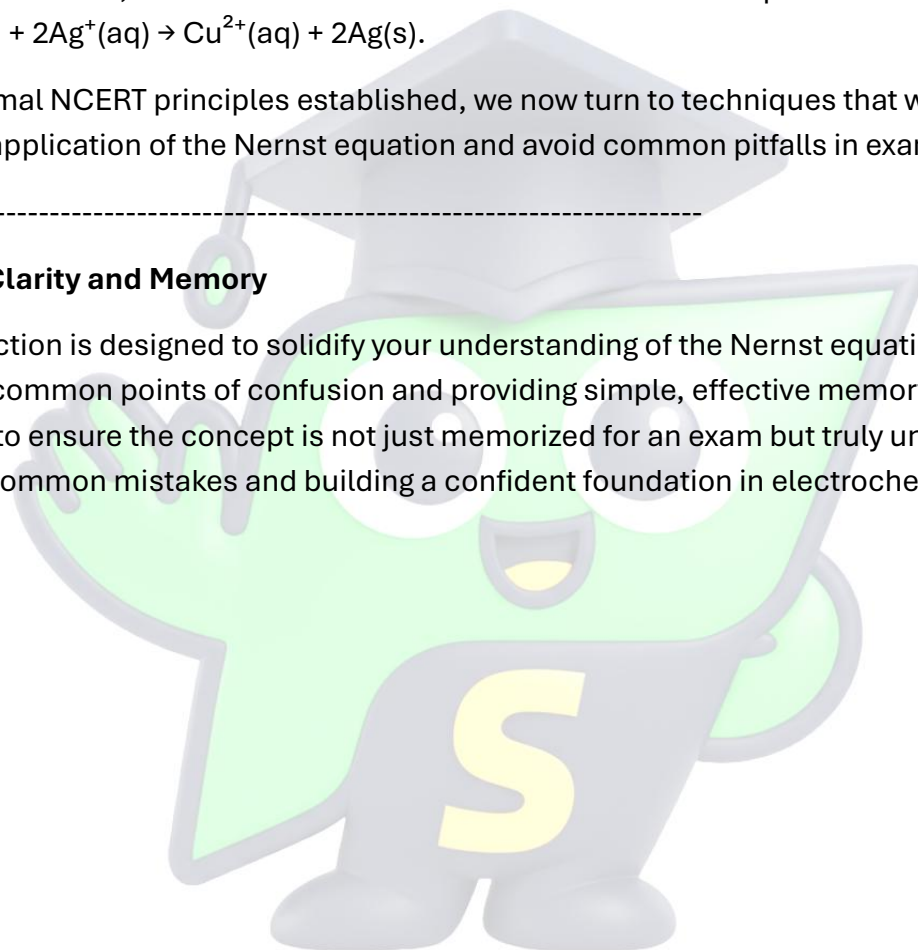 + 2Ag⁺(aq) → Cu²⁺(aq) + 2Ag(s).
mal NCERT principles established, we now turn to techniques that w
pplication of the Nernst equation and avoid common pitfalls in exa
--------------------------------------------------------------
Clarity and Memory
ction is designed to solidify your understanding of the Nernst equati
common points of confusion and providing simple, effective memor
to ensure the concept is not just memorized for an exam but truly un
ommon mistakes and building a confident foundation in electroche
S